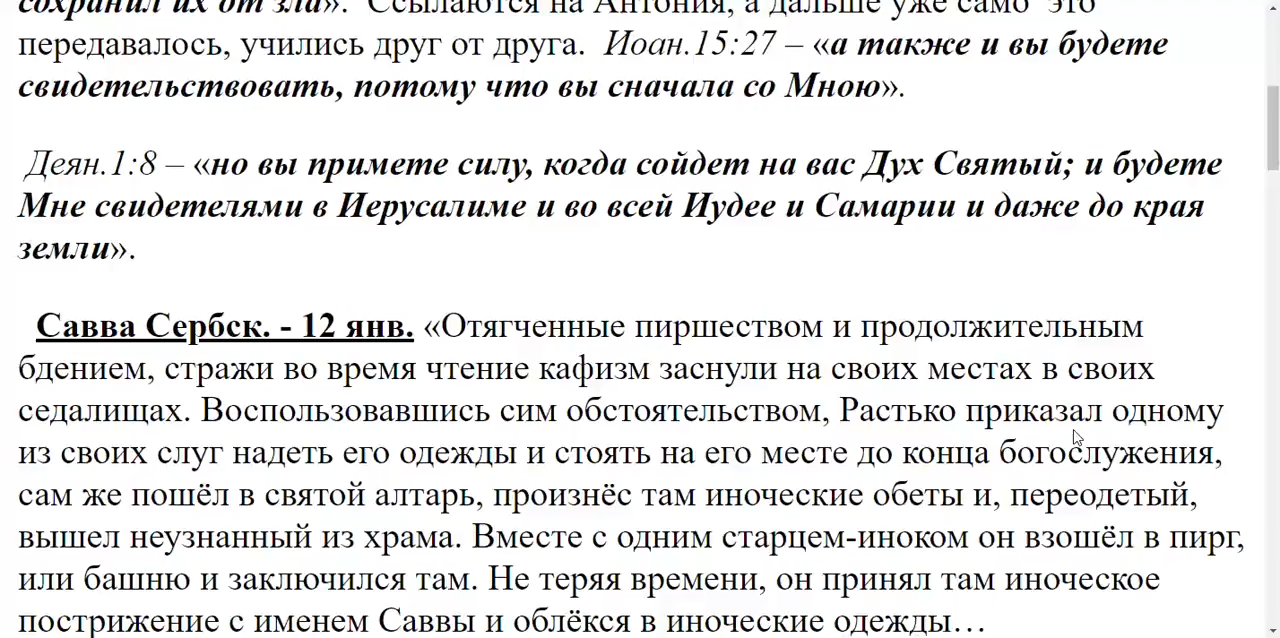 сохранил их от зла». Ссылаются на Антония, а дальше уже само это
передавалось, учились друг от друга. Иоан.15:27 – «а также и вы будете
свидетельствовать, потому что вы сначала со Мною».
Деян.1:8 – «но вы примете силу, когда сойдет на вас Дух Святый; и будете
Мне свидетелями в Иерусалиме и во всей Иудее и Самарии и даже до края
земли».
Савва Сербск. - 12 янв. «Отягченные пиршеством и продолжительным
бдением, стражи во время чтение кафизм заснули на своих местах в своих
седалищах. Воспользовавшись сим обстоятельством, Растько приказал одному
из своих слуг надеть его одежды и стоять на его месте до конца богослужения,
сам же пошёл в святой алтарь, произнёс там иноческие обеты и, переодетый,
вышел неузнанный из храма. Вместе с одним старцем-иноком он взошёл в пирг,
или башню и заключился там. Не теряя времени, он принял там иноческое
пострижение с именем Саввы и облёкся в иноческие одежды…